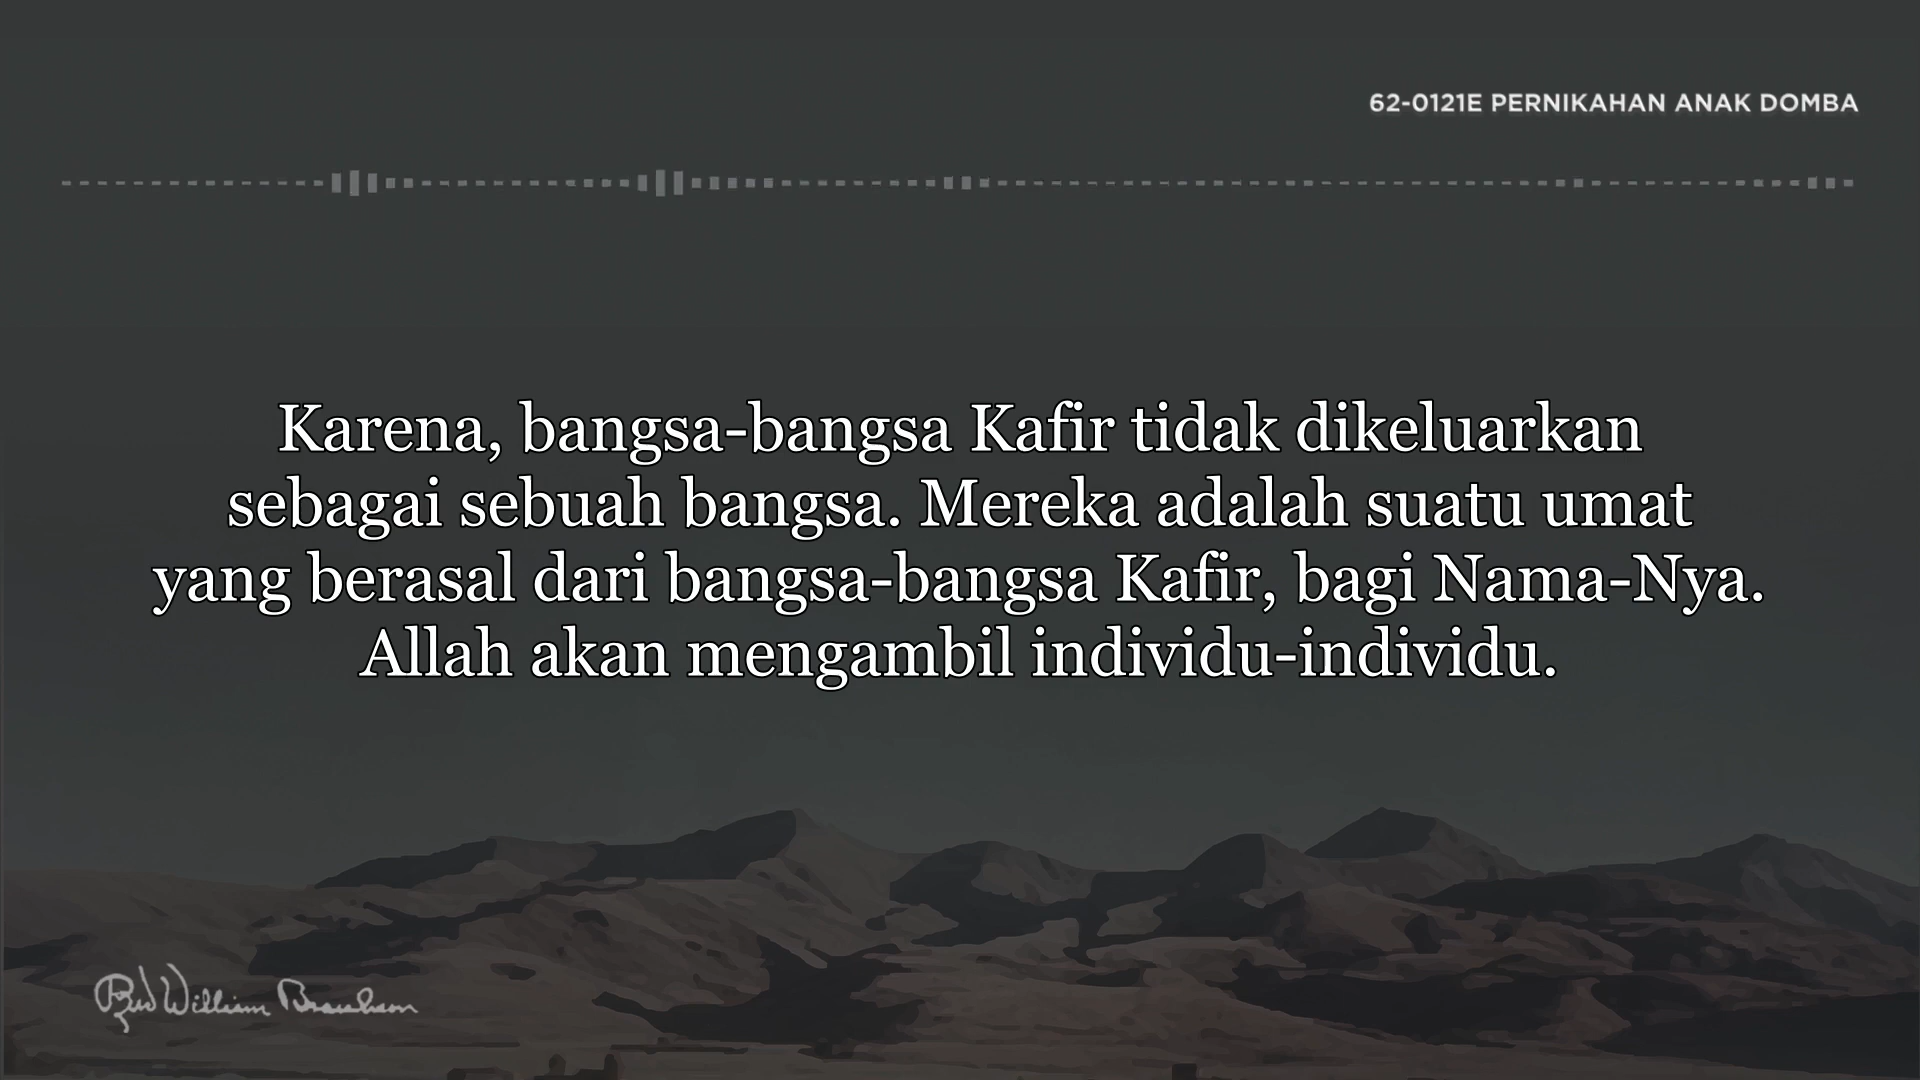 62-0121E PERNIKAHAN ANAK DOMBA
Karena, bangsa-bangsa Kafir tidak dikeluarkan
sebagai sebuah bangsa. Mereka adalah suatu umat
yang berasal dari bangsa-bangsa Kafir, bagi Nama-Nya.
Allah akan mengambil individu-individu.
Rev William Branham